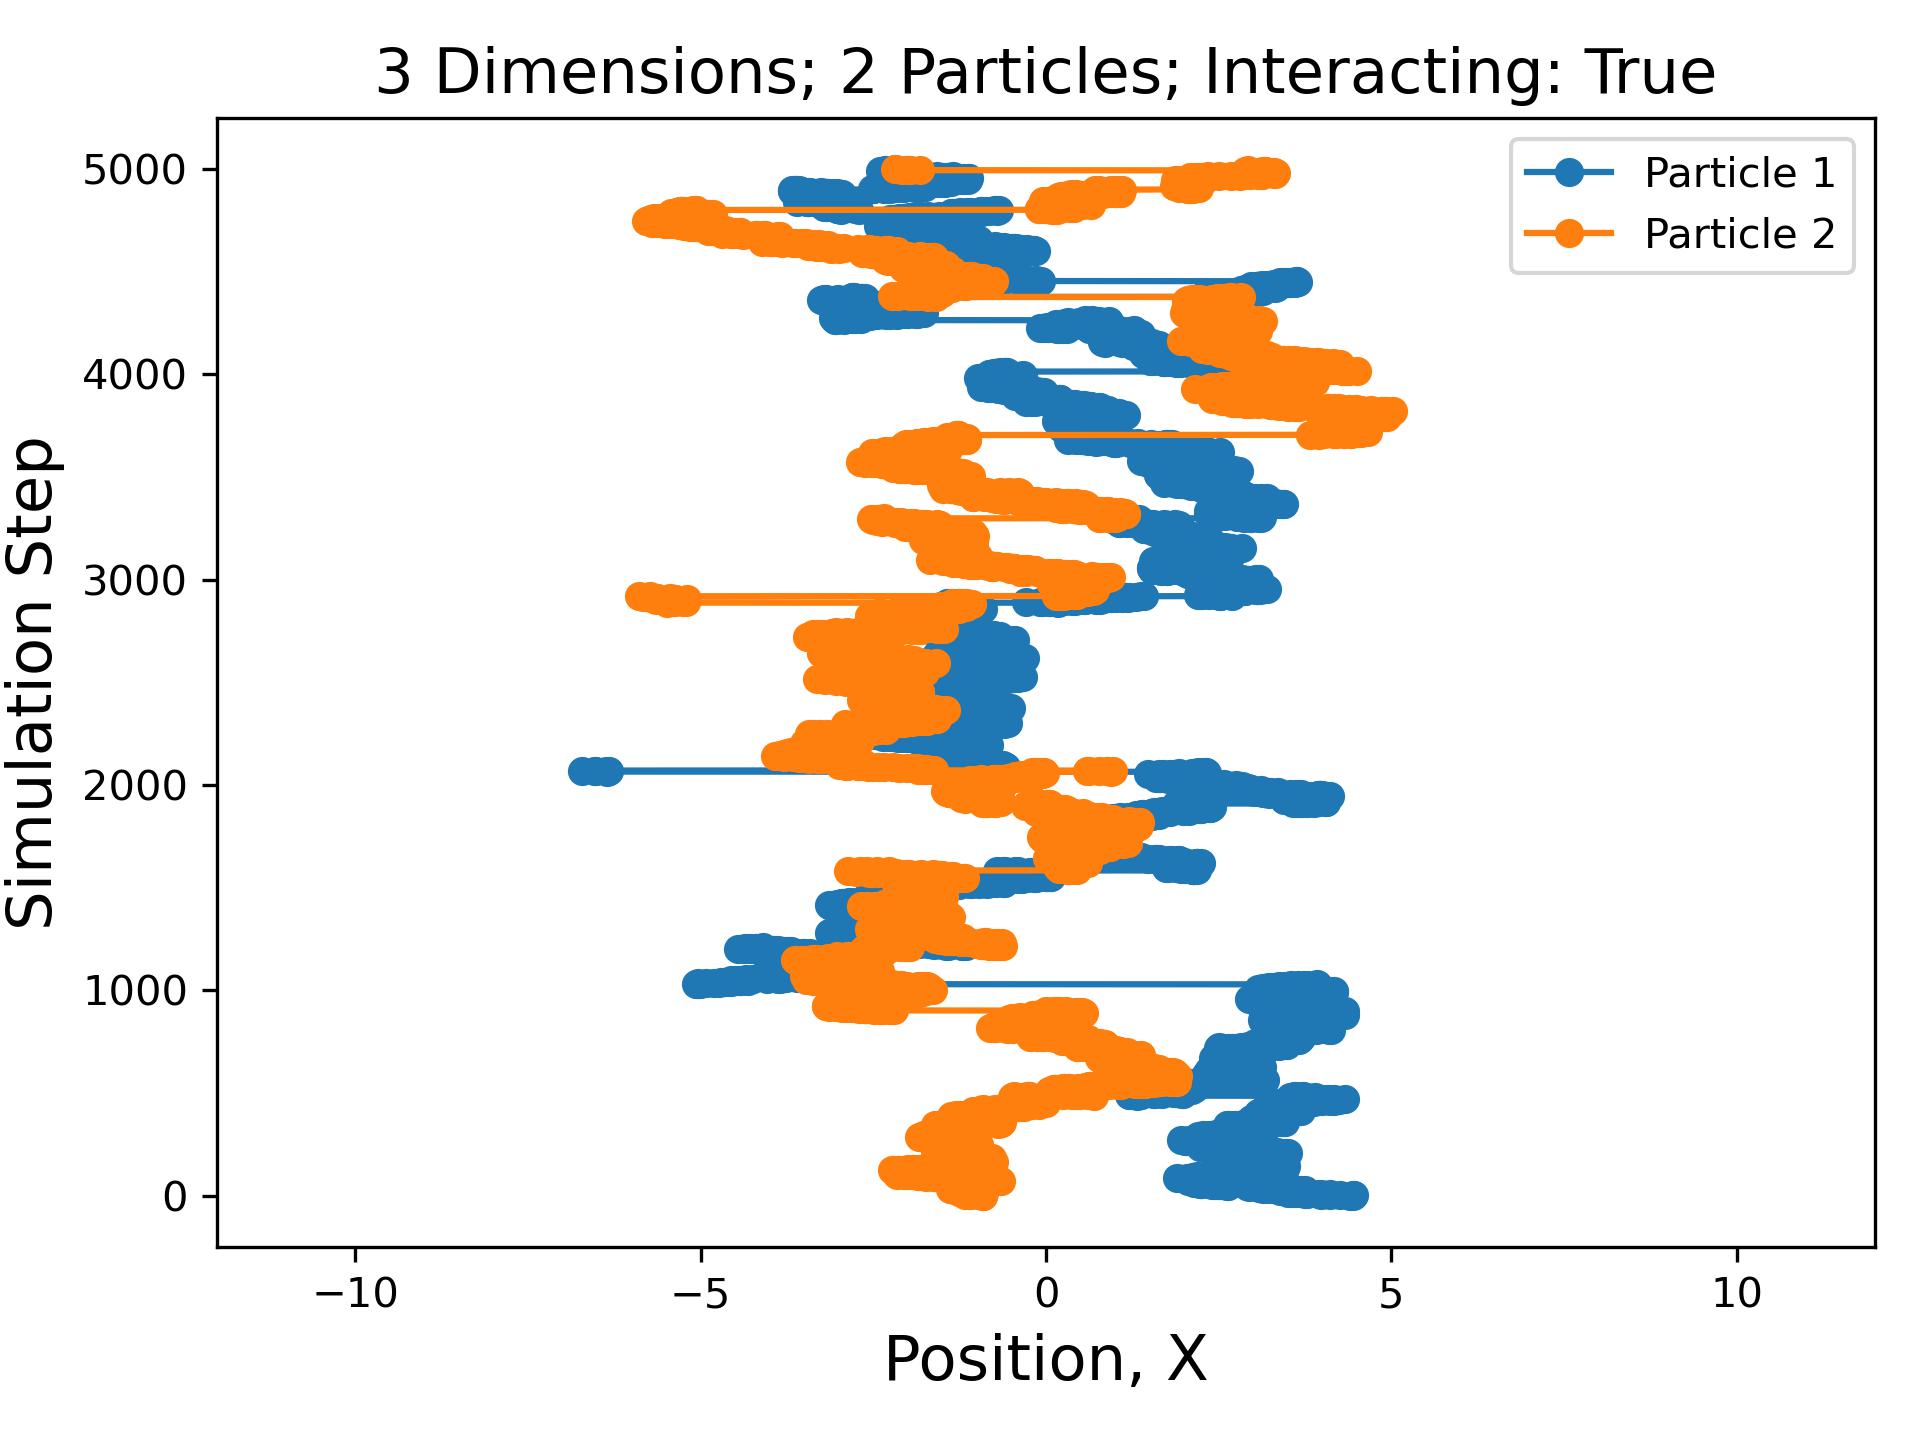 3 Dimensions; 2 Particles; Interacting: True
Particle 1
Particle 2
Simulation Step
5000
4000
3000
2000
1000
0
−10
−5
0
5
10
Position, X